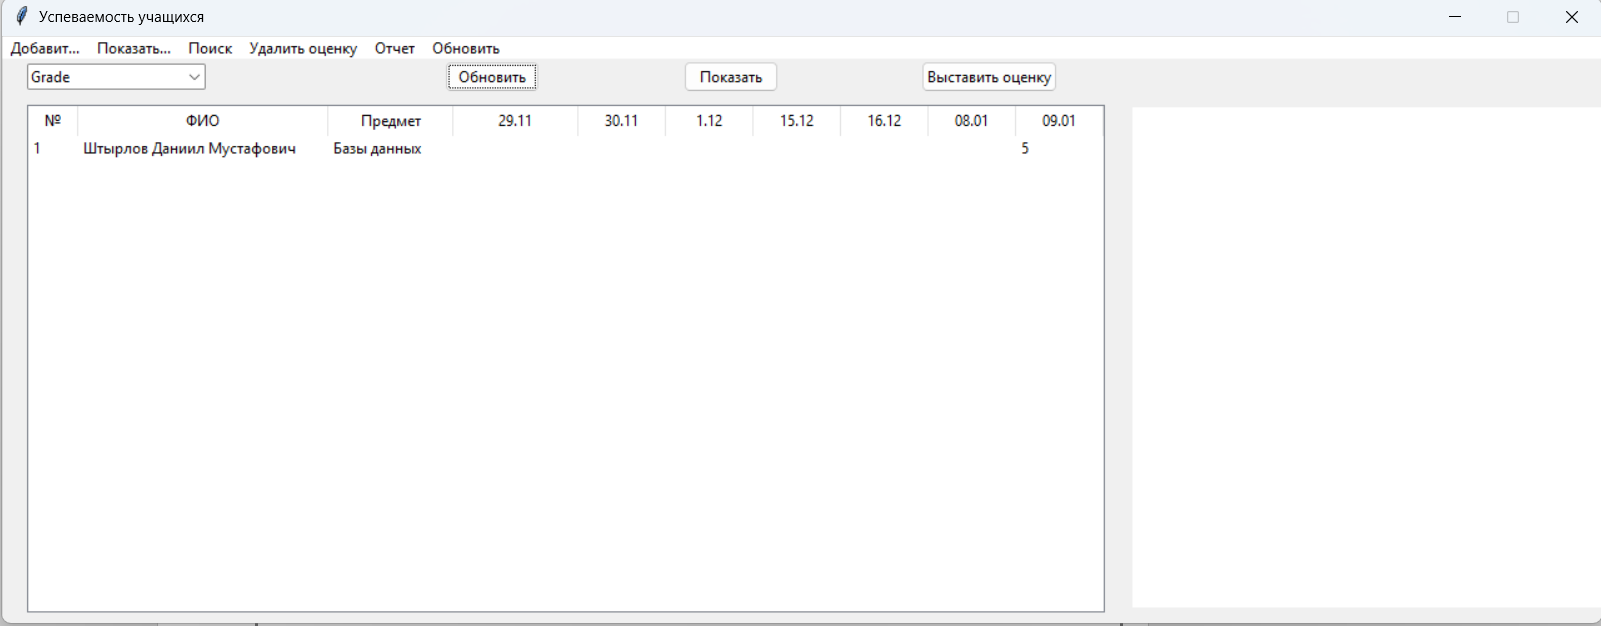 Успеваемость учащихся
Добавит... Показать... Поиск Удалить оценку Отчет Обновить
Grade Обновить Показать Выставить оценку
№ ФИО Предмет 29.11 30.11 1.12 15.12 16.12 08.01 09.01
1 Штырлов Даниил Мустафович Базы данных 5